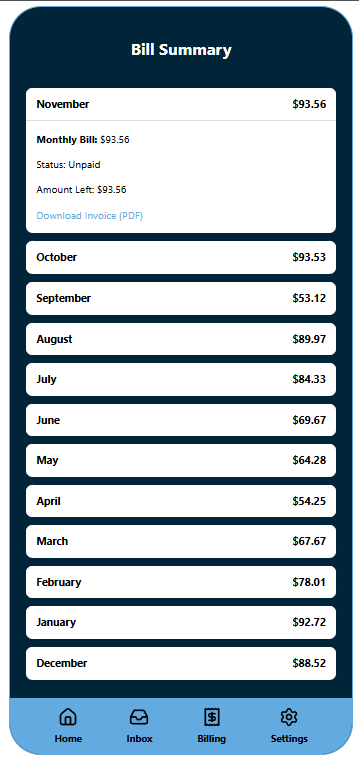 Bill Summary
November $93.56
Monthly Bill: $93.56
Status: Unpaid
Amount Left: $93.56
Download Invoice (PDF)
October $93.53
September $53.12
August $89.97
July $84.33
June $69.67
May $64.28
April $54.25
March $67.67
February $78.01
January $92.72
December $88.52
Home Inbox Billing Settings